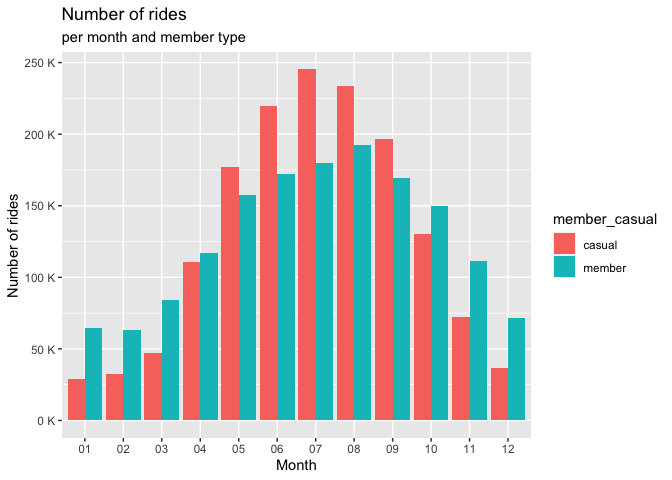 Number of rides
per month and member type
250 K
200 K
150 K
100 K
50 K
0 K
Number of rides
01 02 03 04 05 06 07 08 09 10 11 12
Month
member_casual
casual
member